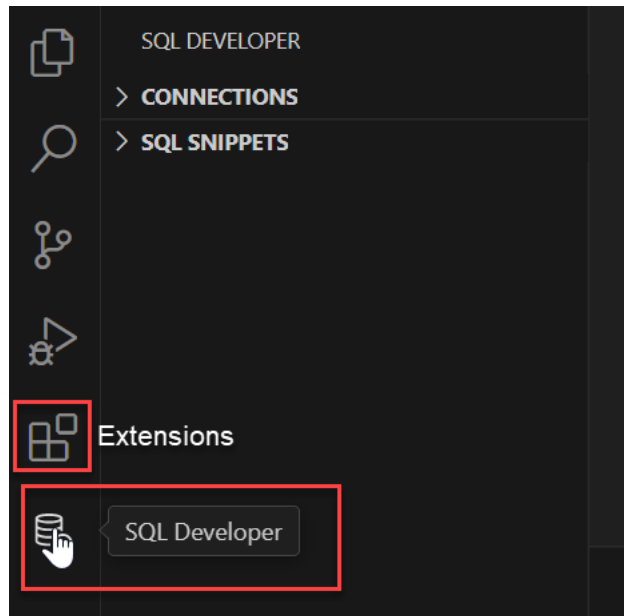 SQL DEVELOPER
CONNECTIONS
SQL SNIPPETS
Extensions
SQL Developer